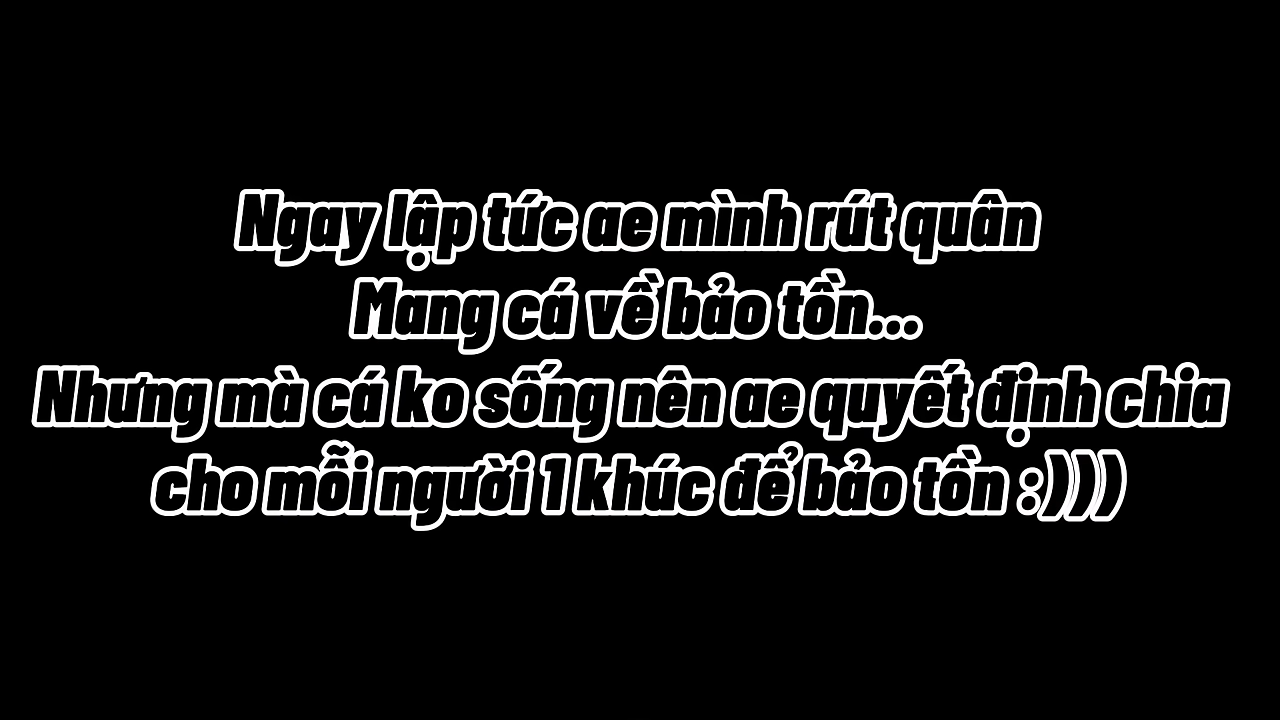 Ngay lập tức ae mình rút quân
Mang cá về bảo tồn...
Nhưng mà cá ko sống nên ae quyết định chia
cho mỗi người 1 khúc để bảo tồn :)))